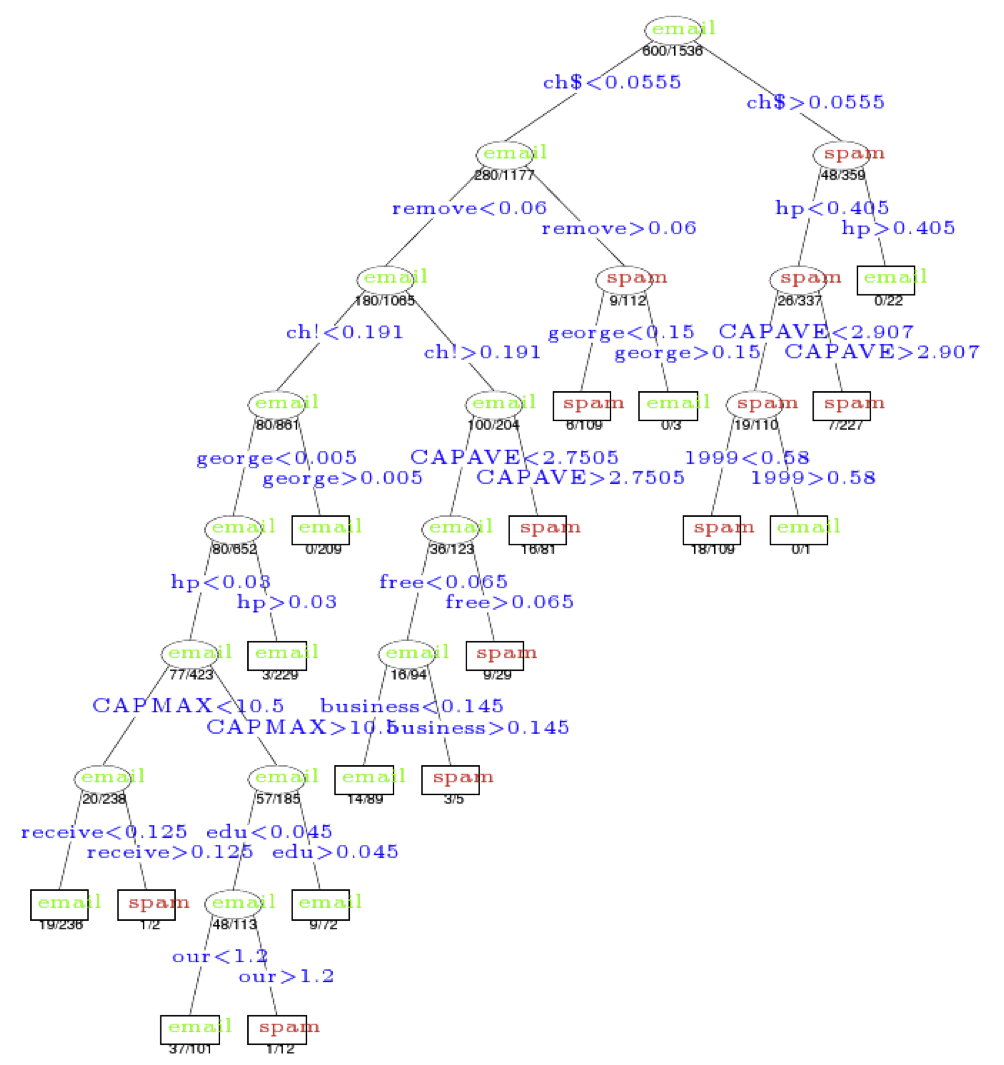 email
600/1536
ch$<0.0555
ch$>0.0555
email
280/1177
spam
48/359
remove<0.06
remove>0.06
hp<0.405
hp>0.405
email
180/1065
spam
9/112
spam
26/337
email
0/22
ch!<0.191
ch!>0.191
george<0.15
george>0.15
CAPAVE<2.907
CAPAVE>2.907
email
80/861
email
100/204
spam
6/109
email
0/3
spam
19/110
spam
7/227
george<0.005
george>0.005
CAPAVE<2.7505
CAPAVE>2.7505
1999<0.58
1999>0.58
email
80/652
email
0/209
email
36/123
spam
16/81
spam
18/109
email
0/1
hp<0.03
hp>0.03
free<0.065
free>0.065
email
77/423
email
3/229
email
16/94
spam
9/29
CAPMAX<10.5
CAPMAX>10.5
business<0.145
business>0.145
email
20/238
email
57/185
email
14/89
spam
3/5
receive<0.125
receive>0.125
edu<0.045
edu>0.045
email
19/236
spam
1/2
email
48/113
email
9/72
our<1.2
our>1.2
email
37/101
spam
1/12